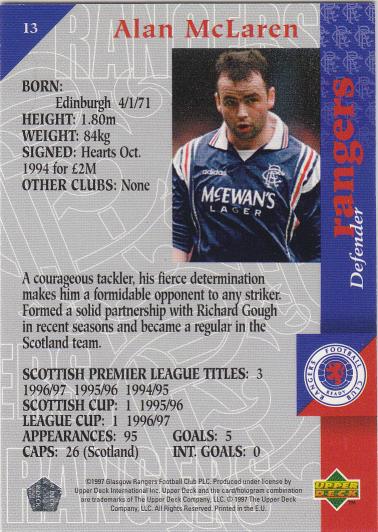 13
Alan McLaren
BORN:
Edinburgh 4/1/71
HEIGHT: 1.80m
WEIGHT: 84kg
SIGNED: Hearts Oct.
1994 for £2M
OTHER CLUBS: None
adidas
McEWAN'S
LAGER
rangers
Defender
A courageous tackler, his fierce determination
makes him a formidable opponent to any striker.
Formed a solid partnership with Richard Gough
in recent seasons and became a regular in the
Scotland team.
SCOTTISH PREMIER LEAGUE TITLES: 3
1996/97 1995/96 1994/95
SCOTTISH CUP: 1 1995/96
LEAGUE CUP: 1 1996/97
APPEARANCES: 95 GOALS: 5
CAPS: 26 (Scotland) INT. GOALS: 0
RANGERS FOOTBALL CLUB
READY
©1997 Glasgow Rangers Football Club PLC. Produced under license by
Upper Deck International Inc. Upper Deck and the card/hologram combination
are trademarks of The Upper Deck Company, LLC, © 1997 The Upper Deck
Company, LLC. All Rights Reserved. Printed in the E.U.
UPPER
DECK